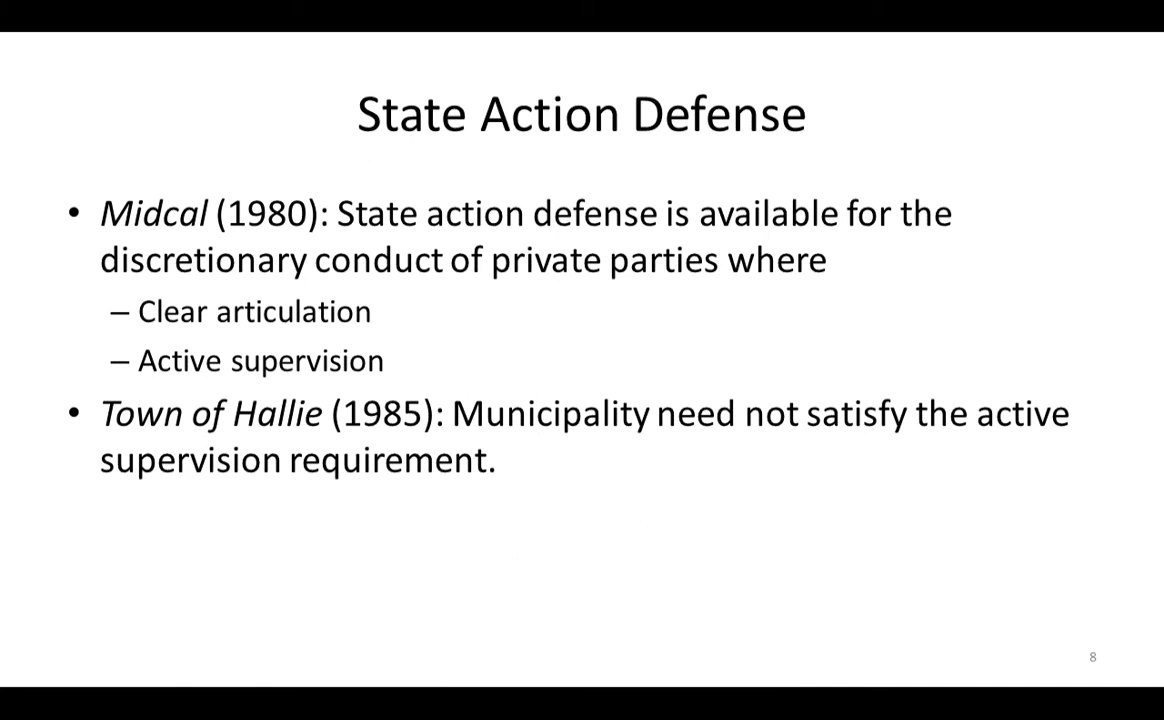 State Action Defense
• Midcal (1980): State action defense is available for the
discretionary conduct of private parties where
– Clear articulation
– Active supervision
• Town of Hallie (1985): Municipality need not satisfy the active
supervision requirement.
8